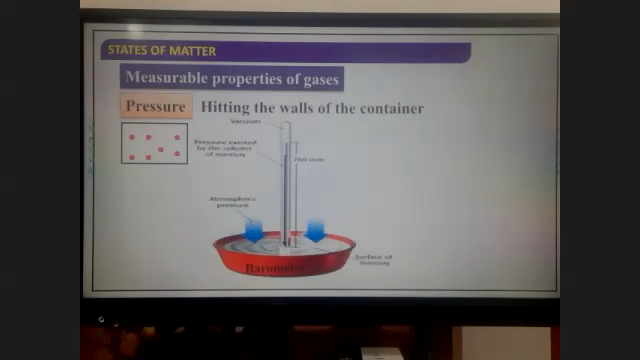 STATES OF MATTER
Measurable properties of gases
Pressure Hitting the walls of the container
Vacuum
Pressure exerted
by the column
of mercury
760 mm
Atmospheric
pressure
Surface of
mercury
Barometer